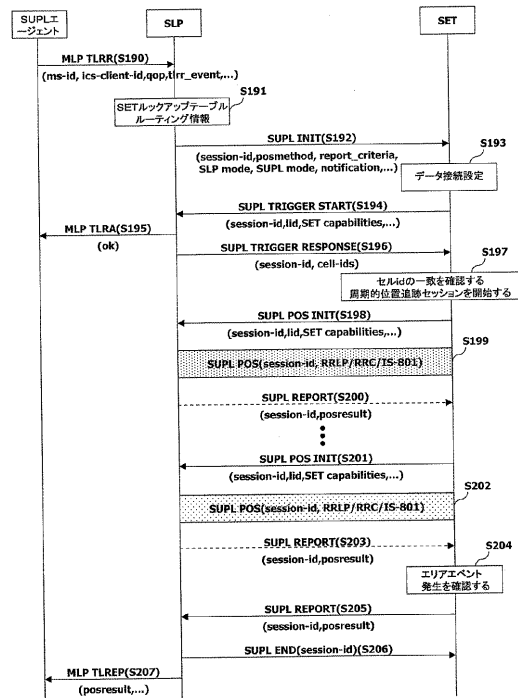 SUPLエ
ージェント
SLP
SET
MLP TLRR(S190)
(ms-id, ics-client-id,qop,tlrr_event,...)
S191
SETルックアップテーブル
ルーティング情報
SUPL INIT(S192)
(session-id,posmethod, report_criteria,
SLP mode, SUPL mode, notification,...)
S193
データ接続設定
SUPL TRIGGER START(S194)
(session-id,lid,SET capabilities,...)
MLP TLRA(S195)
(ok)
SUPL TRIGGER RESPONSE(S196)
(session-id, cell-ids)
S197
セルidの一致を確認する
周期的位置追跡セッションを開始する
SUPL POS INIT(S198)
(session-id,lid,SET capabilities,...)
S199
SUPL POS(session-id, RRLP/RRC/IS-801)
SUPL REPORT(S200)
(session-id,posresult)
SUPL POS INIT(S201)
(session-id,lid,SET capabilities,...)
S202
SUPL POS(session-id, RRLP/RRC/IS-801)
SUPL REPORT(S203)
(session-id,posresult)
S204
エリアエベント
発生を確認する
SUPL REPORT(S205)
(session-id,posresult)
SUPL END(session-id)(S206)
MLP TLREP(S207)
(posresult,...)